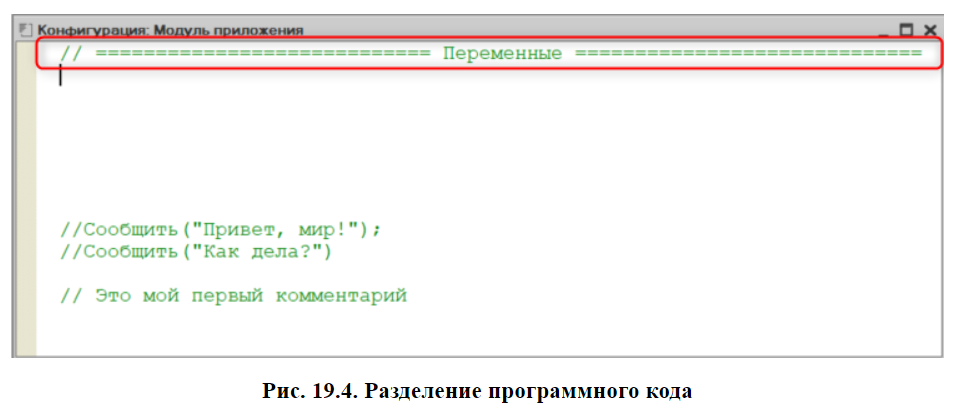 Конфигурация: Модуль приложения
// ============================ Переменные =============================
//Сообщить("Привет, мир!");
//Сообщить("Как дела?")
// Это мой первый комментарий
Рис. 19.4. Разделение программного кода